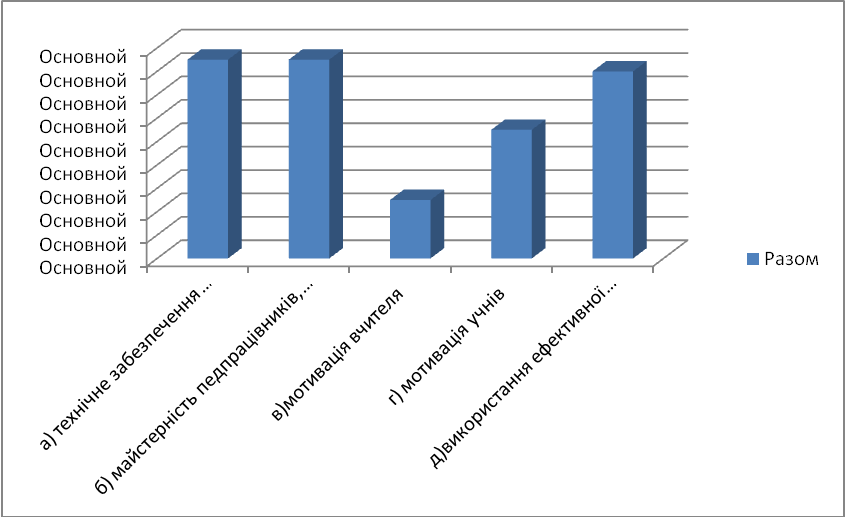 Основной
Основной
Основной
Основной
Основной
Основной
Основной
Основной
Основной
Основной
а) технічне забезпечення ...
б) майстерність педпрацівників,...
в)мотивація вчителя
г) мотивація учнів
д)використання ефективної...
Разом